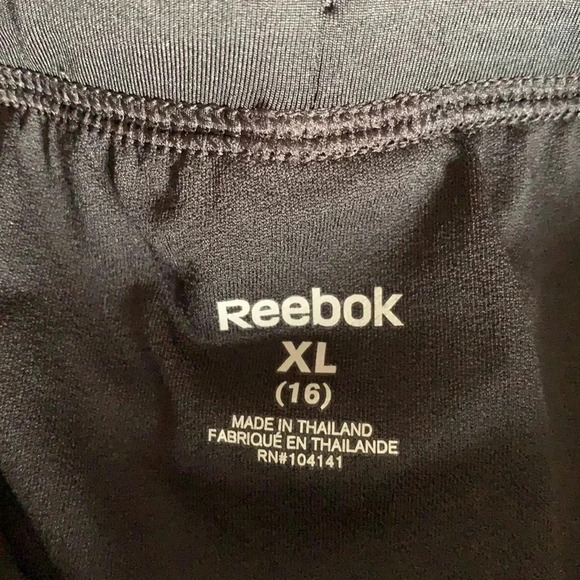 Reebok
XL
(16)
MADE IN THAILAND
FABRIQUÉ EN THAILANDE
RN#104141